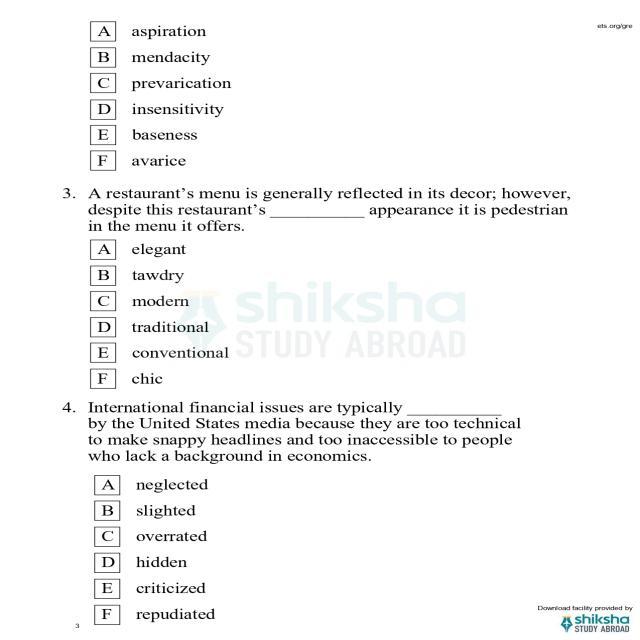 ets.org/gre
A aspiration
B mendacity
C prevarication
D insensitivity
E baseness
F avarice
3. A restaurant's menu is generally reflected in its decor; however,
despite this restaurant's ___________ appearance it is pedestrian
in the menu it offers.
A elegant
B tawdry
C modern
D traditional
E conventional
F chic
shiksha
STUDY ABROAD
4. International financial issues are typically ___________
by the United States media because they are too technical
to make snappy headlines and too inaccessible to people
who lack a background in economics.
A neglected
B slighted
C overrated
D hidden
E criticized
F repudiated
3
Download facility provided by
shiksha
STUDY ABROAD